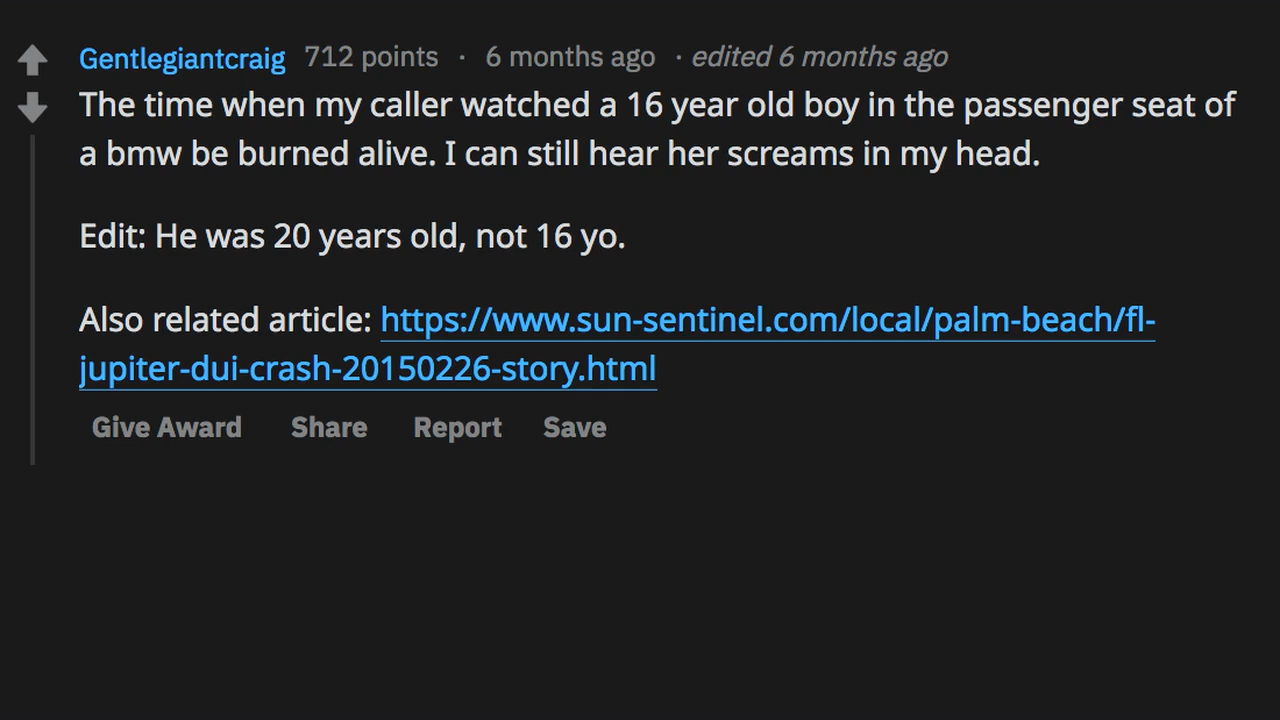 Gentlegiantcraig 712 points · 6 months ago · edited 6 months ago
The time when my caller watched a 16 year old boy in the passenger seat of
a bmw be burned alive. I can still hear her screams in my head.
Edit: He was 20 years old, not 16 yo.
Also related article: https://www.sun-sentinel.com/local/palm-beach/fl-
jupiter-dui-crash-20150226-story.html
Give Award Share Report Save